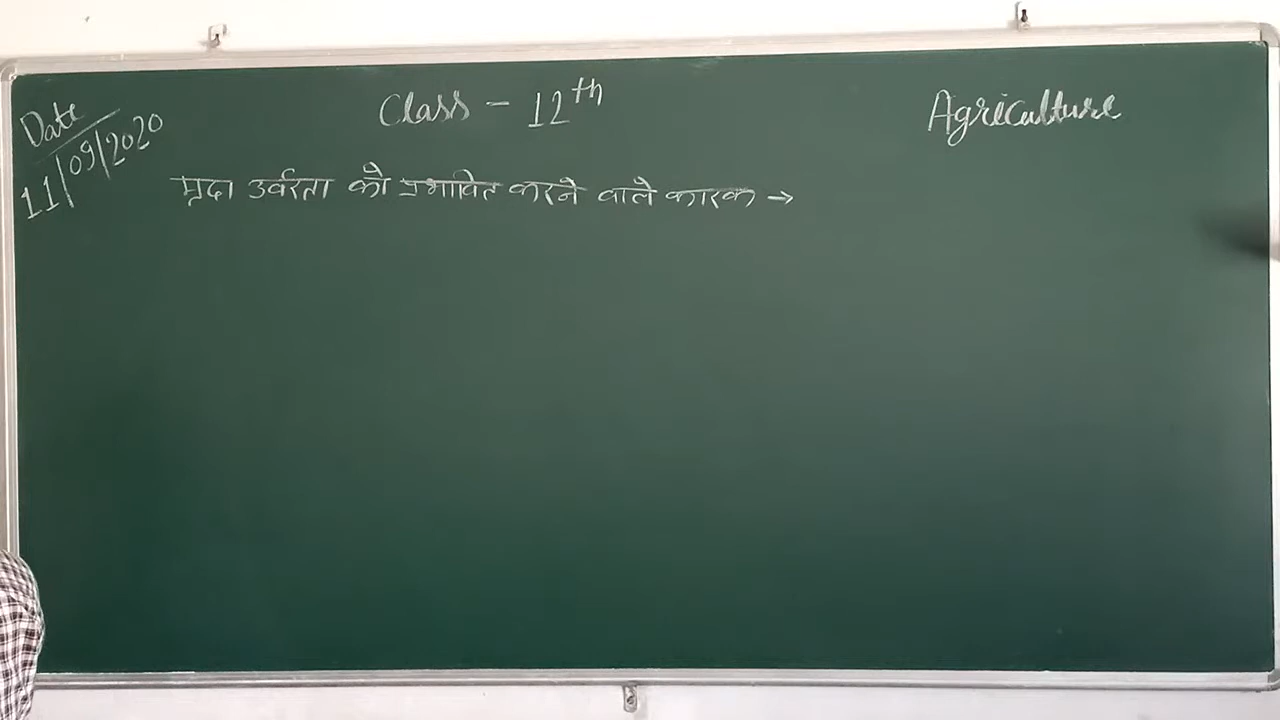 Date
11/09/2020
Class - 12th
Agriculture
मृदा उर्वरता को प्रभावित करने वाले कारक →